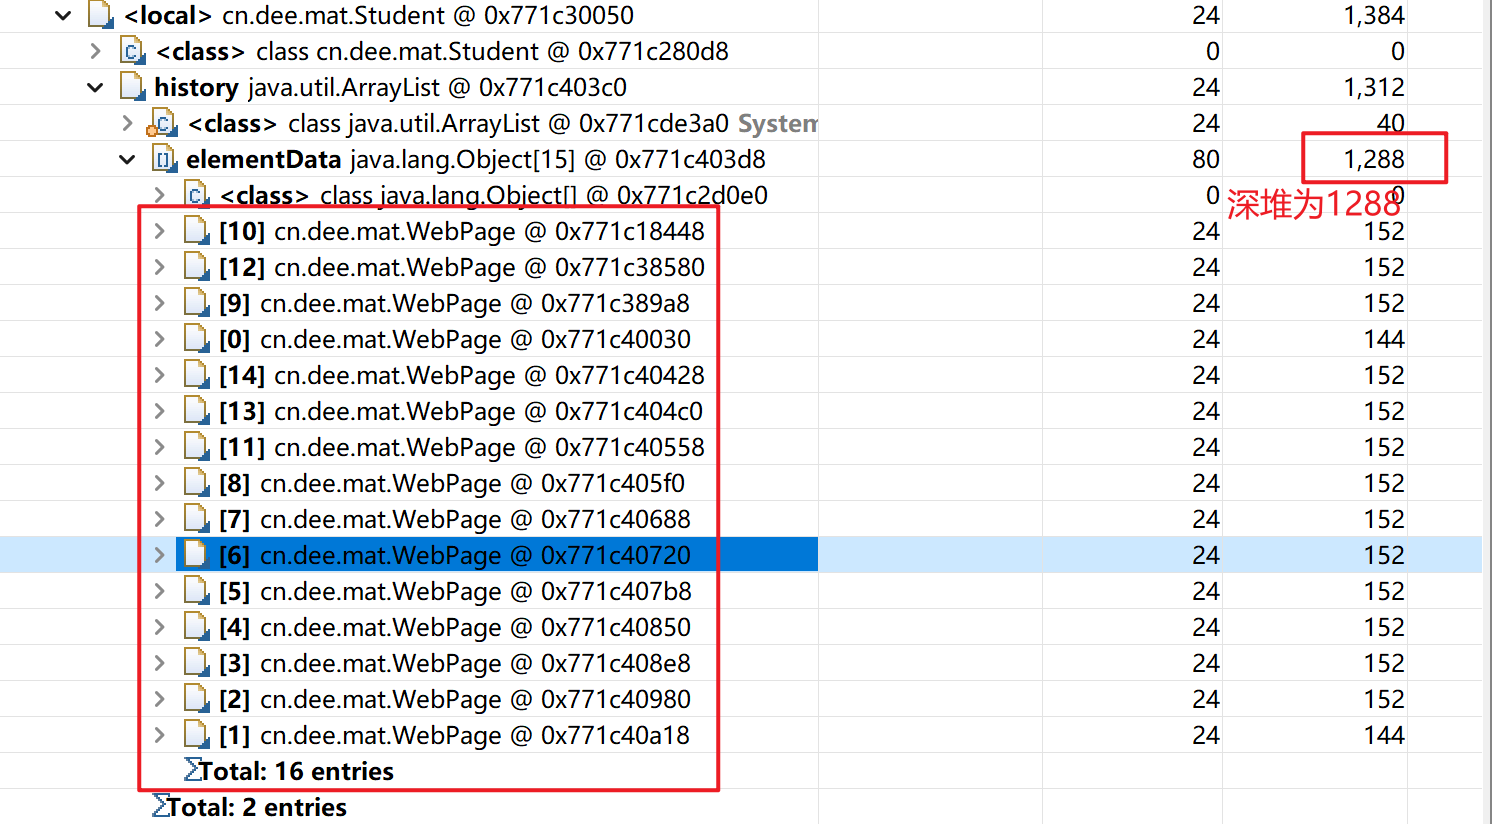 <local> cn.dee.mat.Student @ 0x771c30050 24 1,384
<class> class cn.dee.mat.Student @ 0x771c280d8 0 0
history java.util.ArrayList @ 0x771c403c0 24 1,312
<class> class java.util.ArrayList @ 0x771cde3a0 System 24 40
elementData java.lang.Object[15] @ 0x771c403d8 80 1,288
<class> class java.lang.Object[] @ 0x771c2d0e0 0 0
深堆为1288
[10] cn.dee.mat.WebPage @ 0x771c18448 24 152
[12] cn.dee.mat.WebPage @ 0x771c38580 24 152
[9] cn.dee.mat.WebPage @ 0x771c389a8 24 152
[0] cn.dee.mat.WebPage @ 0x771c40030 24 144
[14] cn.dee.mat.WebPage @ 0x771c40428 24 152
[13] cn.dee.mat.WebPage @ 0x771c404c0 24 152
[11] cn.dee.mat.WebPage @ 0x771c40558 24 152
[8] cn.dee.mat.WebPage @ 0x771c405f0 24 152
[7] cn.dee.mat.WebPage @ 0x771c40688 24 152
[6] cn.dee.mat.WebPage @ 0x771c40720 24 152
[5] cn.dee.mat.WebPage @ 0x771c407b8 24 152
[4] cn.dee.mat.WebPage @ 0x771c40850 24 152
[3] cn.dee.mat.WebPage @ 0x771c408e8 24 152
[2] cn.dee.mat.WebPage @ 0x771c40980 24 152
[1] cn.dee.mat.WebPage @ 0x771c40a18 24 144
Total: 16 entries
Total: 2 entries